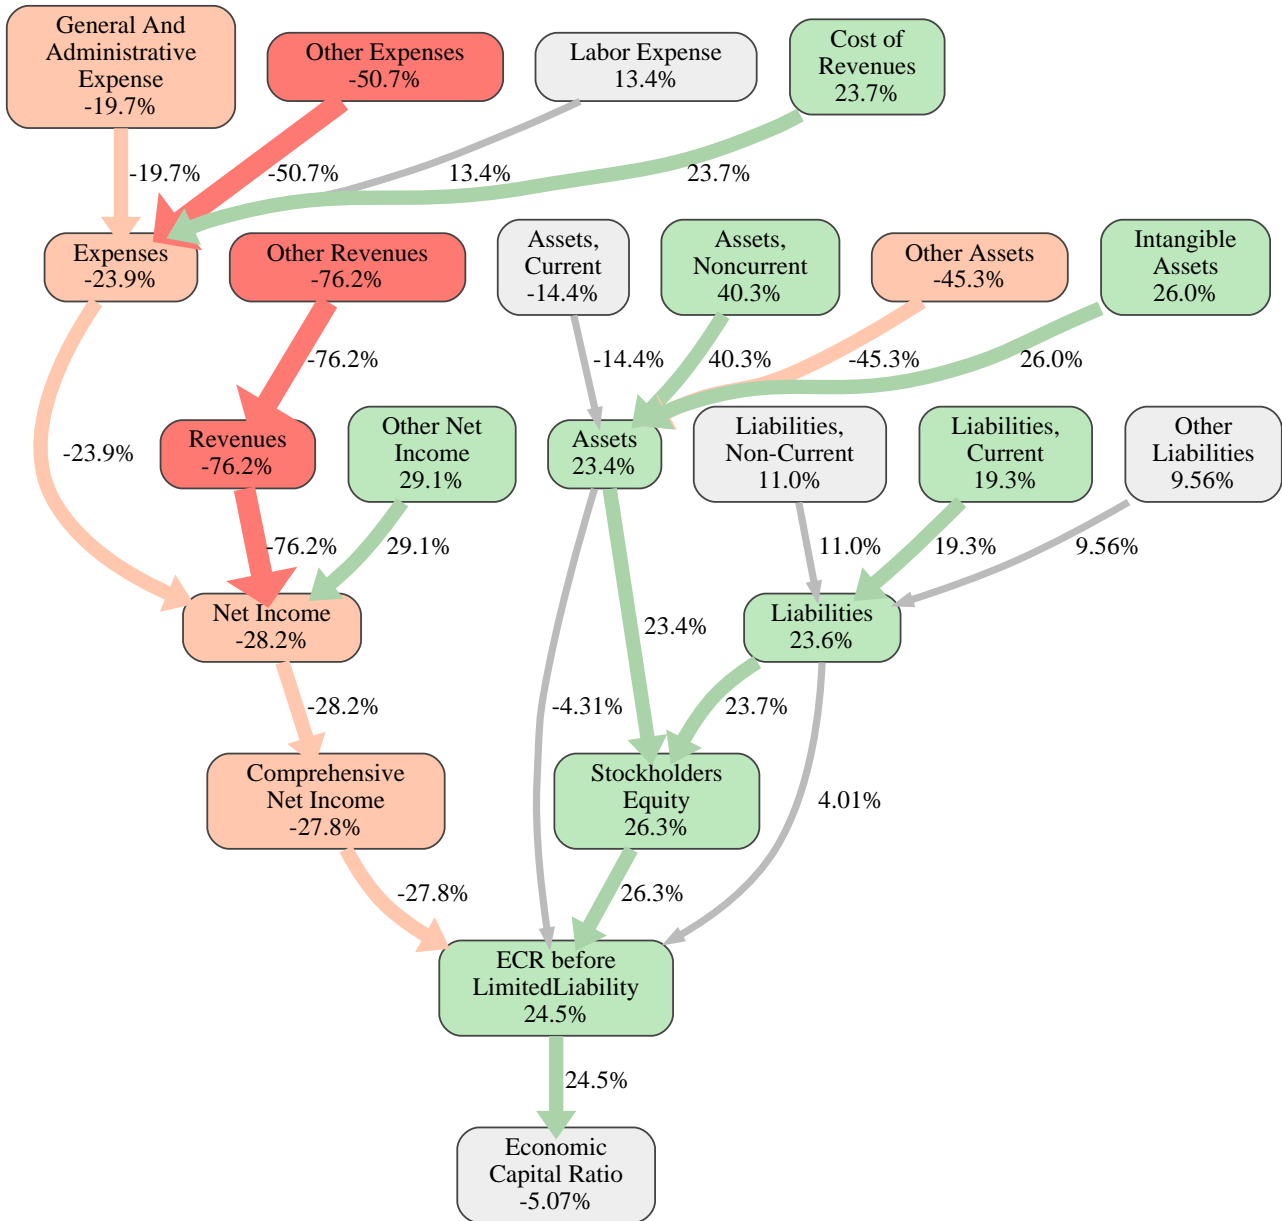 General And
Administrative
Expense
-19.7%
Other Expenses
-50.7%
Labor Expense
13.4%
Cost of
Revenues
23.7%
-19.7%
-50.7%
13.4%
23.7%
Expenses
-23.9%
Other Revenues
-76.2%
Assets,
Current
-14.4%
Assets,
Noncurrent
40.3%
Other Assets
-45.3%
Intangible
Assets
26.0%
-76.2%
-14.4%
40.3%
-45.3%
26.0%
-23.9%
Revenues
-76.2%
Other Net
Income
29.1%
Assets
23.4%
Liabilities,
Non-Current
11.0%
Liabilities,
Current
19.3%
Other
Liabilities
9.56%
-76.2%
29.1%
11.0%
19.3%
9.56%
Net Income
-28.2%
23.4%
Liabilities
23.6%
-28.2%
-4.31%
23.7%
Comprehensive
Net Income
-27.8%
Stockholders
Equity
26.3%
4.01%
-27.8%
26.3%
ECR before
LimitedLiability
24.5%
24.5%
Economic
Capital Ratio
-5.07%